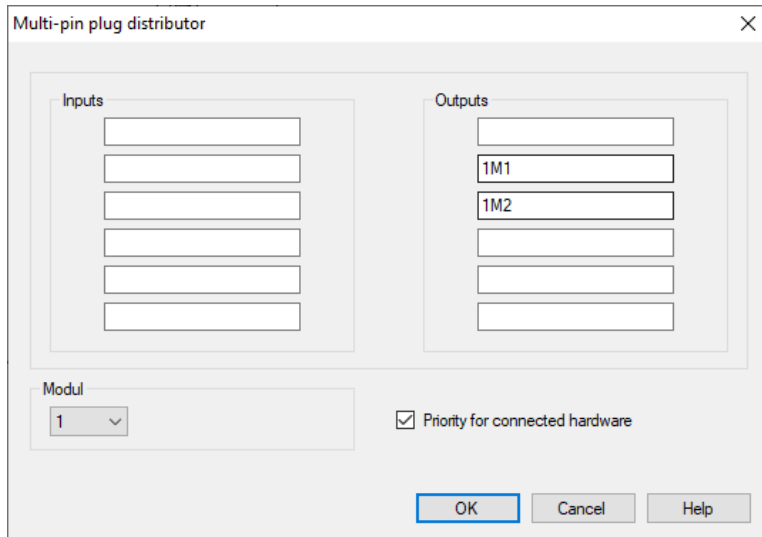 Multi-pin plug distributor
Inputs
Outputs
1M1
1M2
Modul
1
Priority for connected hardware
OK
Cancel
Help